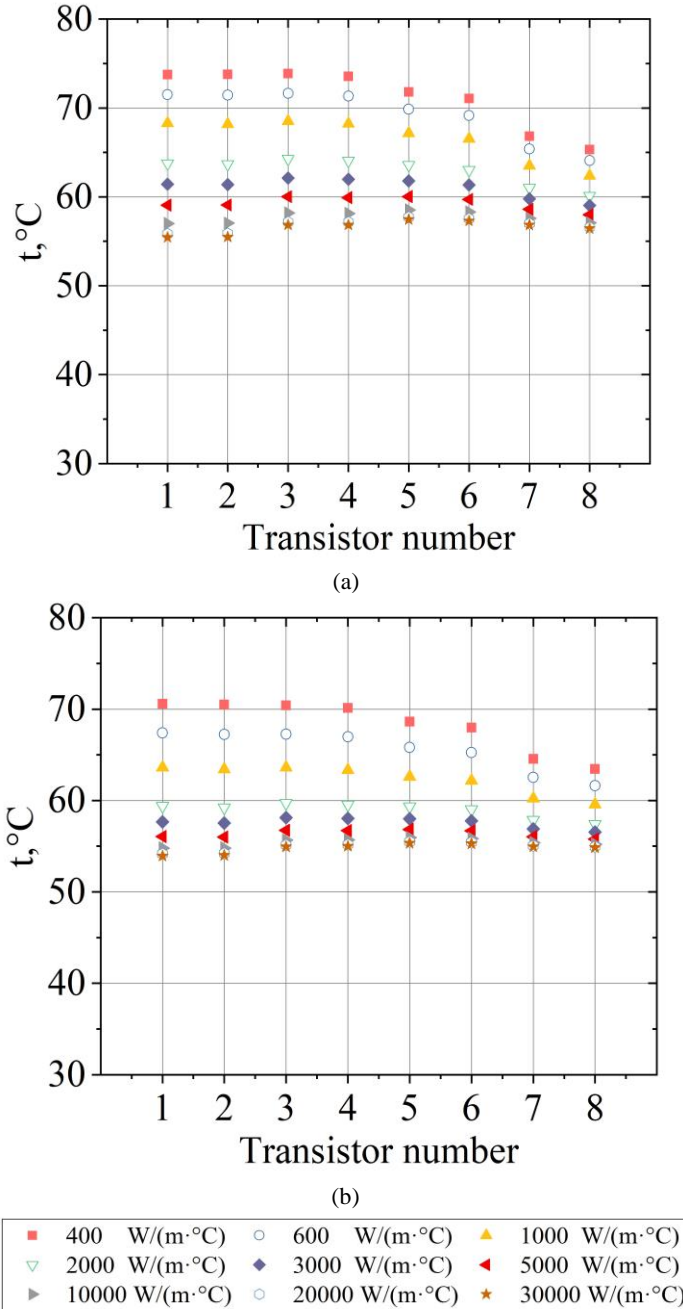 80
70
60
50
40
30
t,°C
1 2 3 4 5 6 7 8
Transistor number
(a)
80
70
60
50
40
30
t,°C
1 2 3 4 5 6 7 8
Transistor number
(b)
400 W/(m·°C) 600 W/(m·°C) 1000 W/(m·°C)
2000 W/(m·°C) 3000 W/(m·°C) 5000 W/(m·°C)
10000 W/(m·°C) 20000 W/(m·°C) 30000 W/(m·°C)